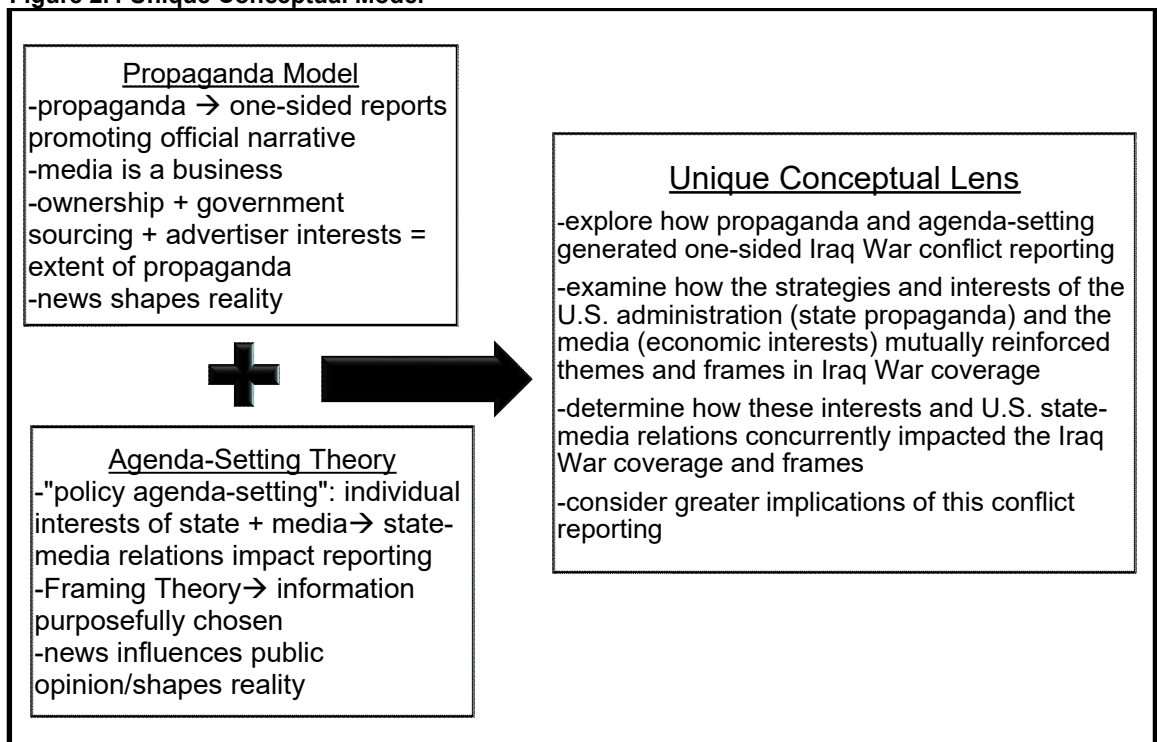 Figure 2.4 Unique Conceptual Model
Propaganda Model
-propaganda → one-sided reports
promoting official narrative
-media is a business
-ownership + government
sourcing + advertiser interests =
extent of propaganda
-news shapes reality
Agenda-Setting Theory
-"policy agenda-setting": individual
interests of state + media→ state-
media relations impact reporting
-Framing Theory→ information
purposefully chosen
-news influences public
opinion/shapes reality
Unique Conceptual Lens
-explore how propaganda and agenda-setting
generated one-sided Iraq War conflict reporting
-examine how the strategies and interests of the
U.S. administration (state propaganda) and the
media (economic interests) mutually reinforced
themes and frames in Iraq War coverage
-determine how these interests and U.S. state-
media relations concurrently impacted the Iraq
War coverage and frames
-consider greater implications of this conflict
reporting